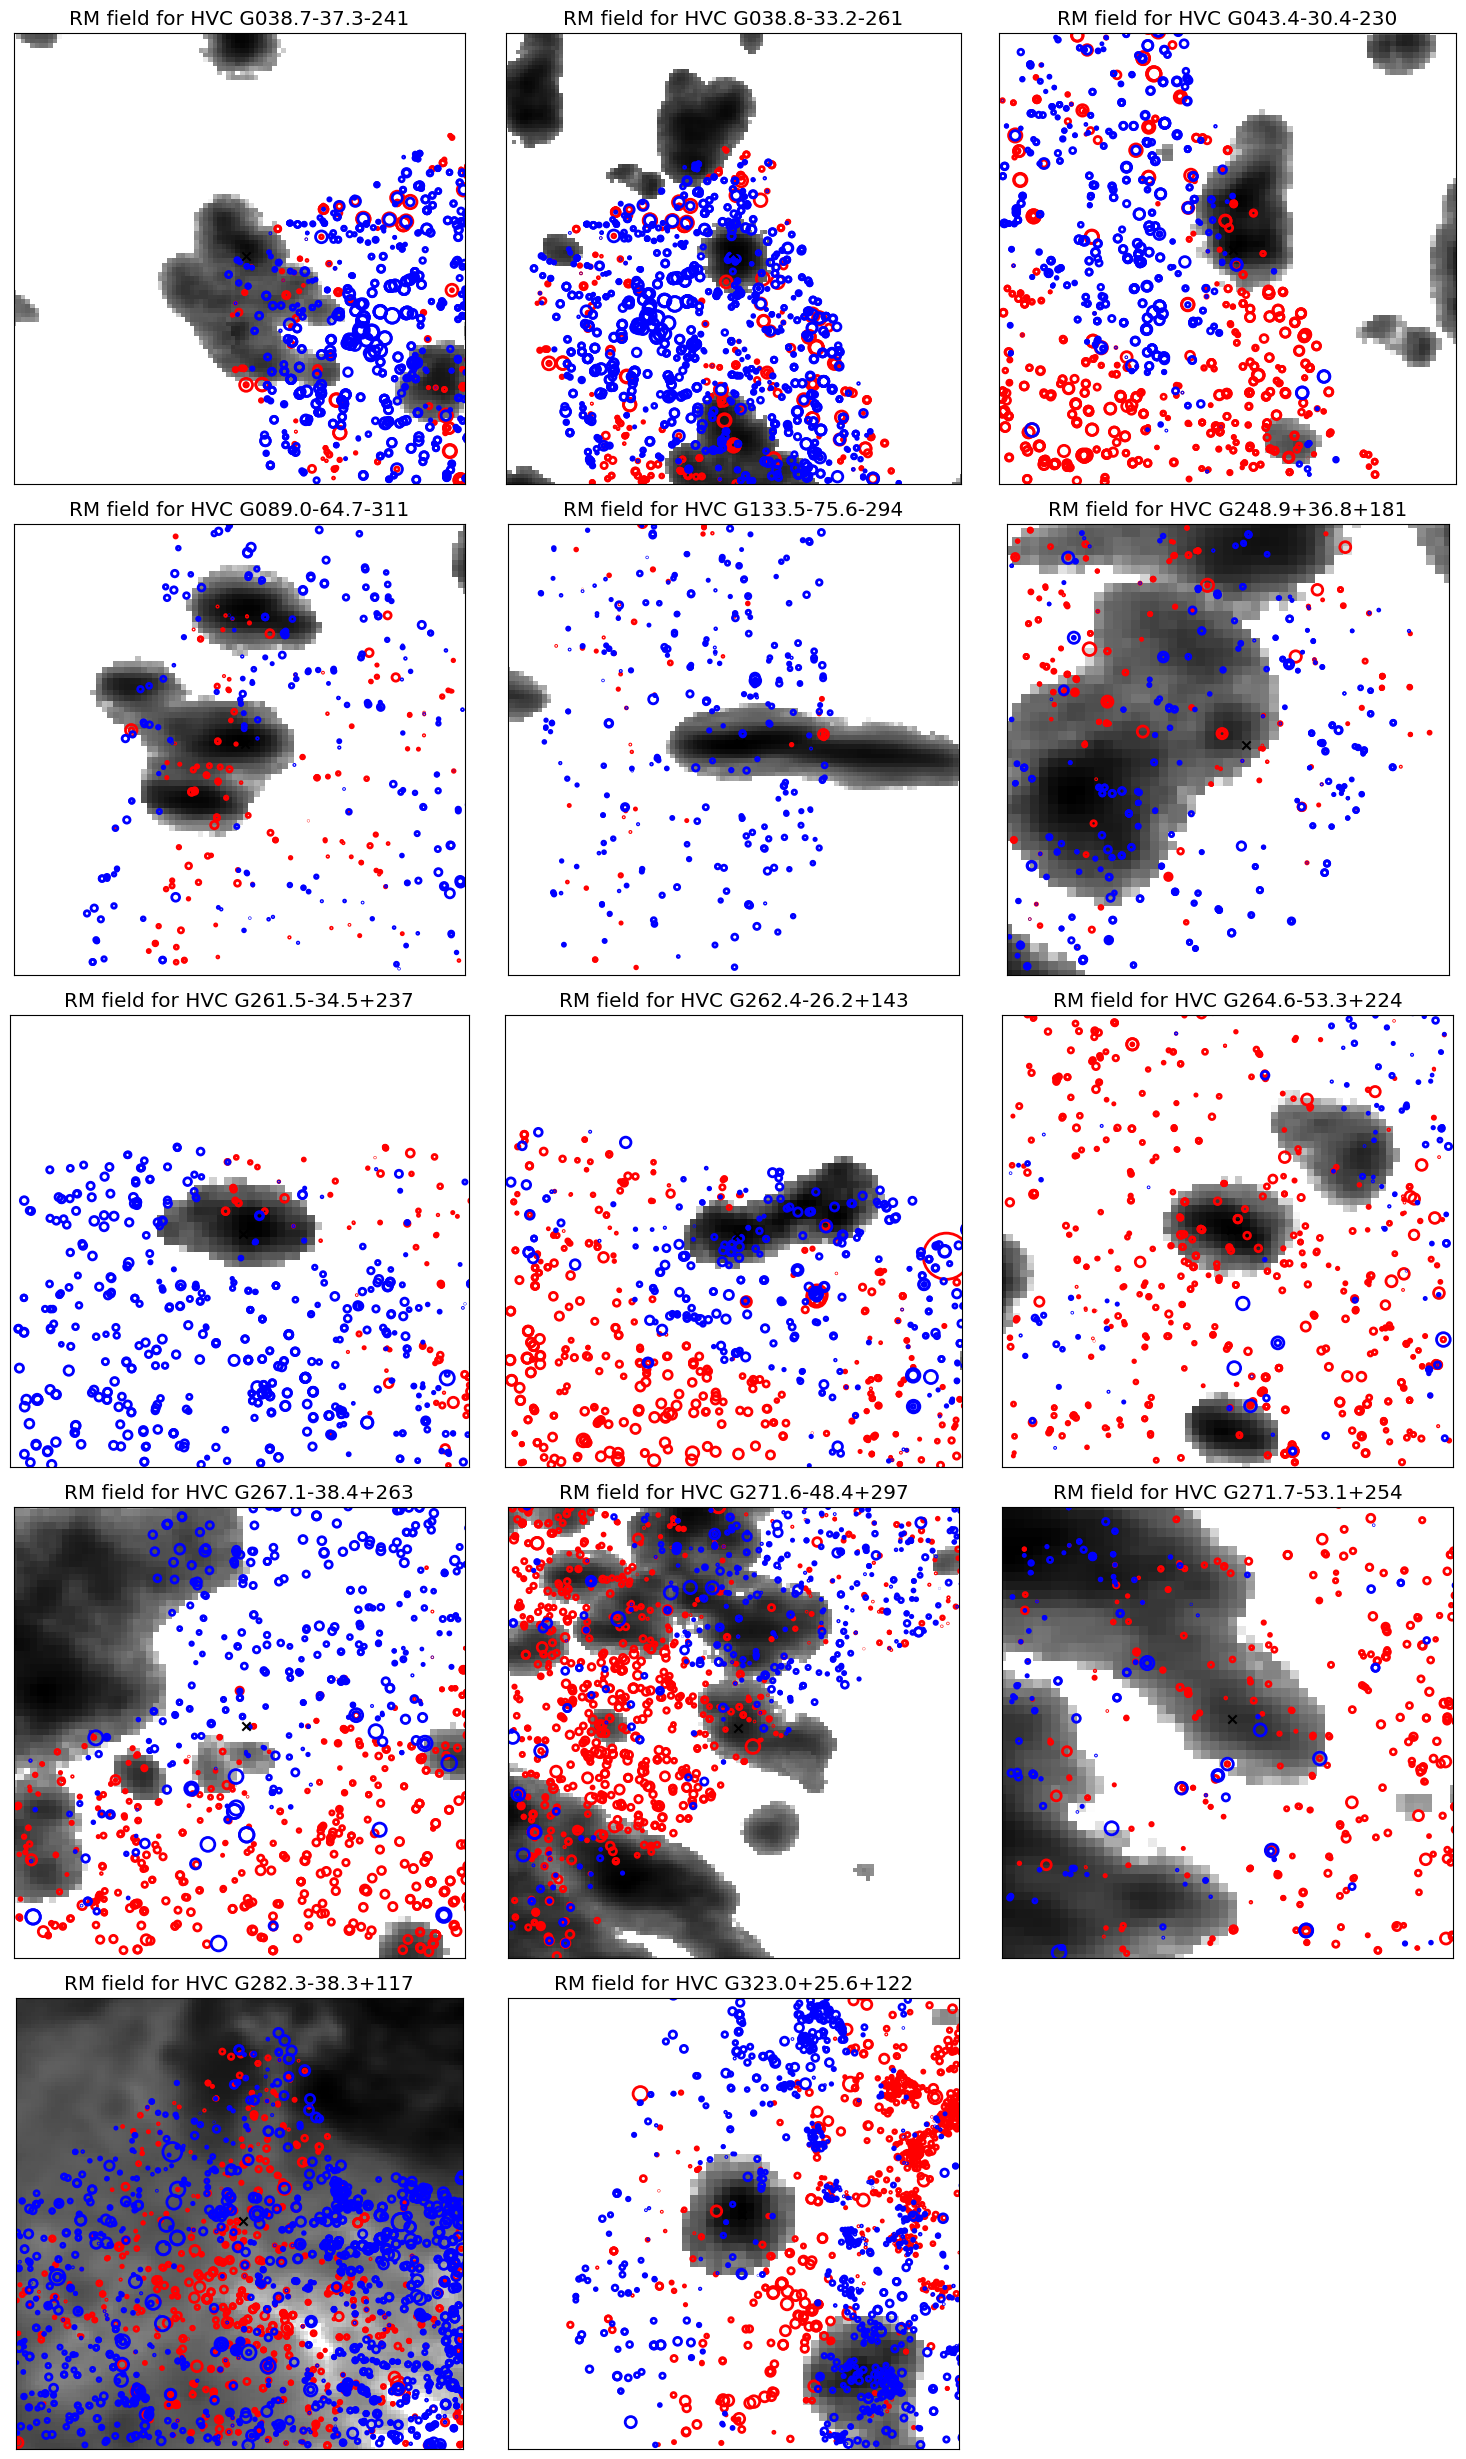 RM field for HVC G038.7-37.3-241
RM field for HVC G038.8-33.2-261
RM field for HVC G043.4-30.4-230
RM field for HVC G089.0-64.7-311
RM field for HVC G133.5-75.6-294
RM field for HVC G248.9+36.8+181
RM field for HVC G261.5-34.5+237
RM field for HVC G262.4-26.2+143
RM field for HVC G264.6-53.3+224
RM field for HVC G267.1-38.4+263
RM field for HVC G271.6-48.4+297
RM field for HVC G271.7-53.1+254
RM field for HVC G282.3-38.3+117
RM field for HVC G323.0+25.6+122